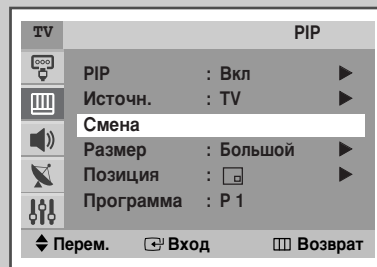 TV PIP
PIP : Вкл
Источн. : TV
Смена
Размер : Большой
Позиция :
Программа : P 1
Перем. Вход Возврат